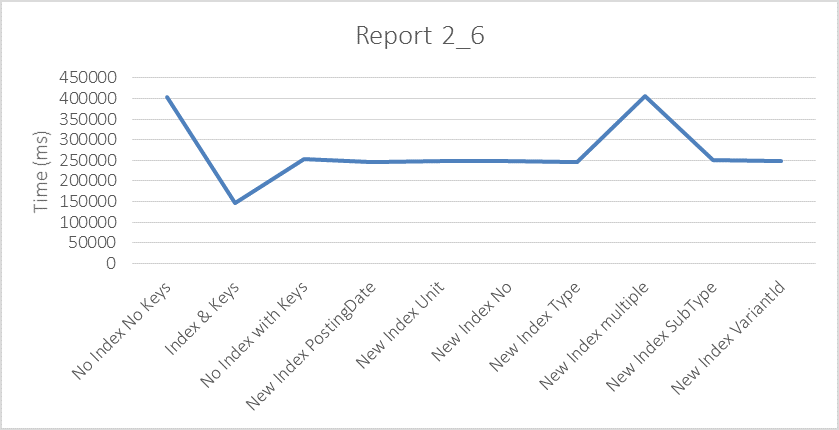 Report 2_6
Time (ms)
450000
400000
350000
300000
250000
200000
150000
100000
50000
0
No Index No Keys
Index & Keys
No Index with Keys
New Index PostingDate
New Index Unit
New Index No
New Index Type
New Index multiple
New Index SubType
New Index VariantId